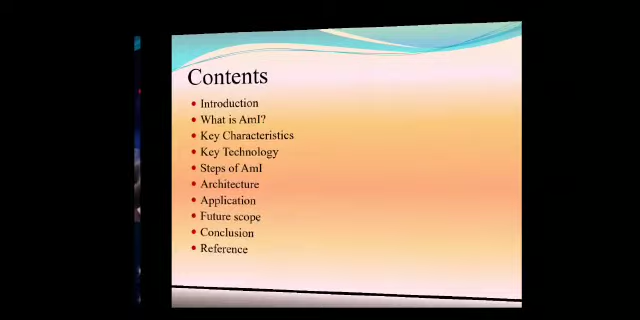 Contents
Introduction
What is AmI?
Key Characteristics
Key Technology
Steps of AmI
Architecture
Application
Future scope
Conclusion
Reference